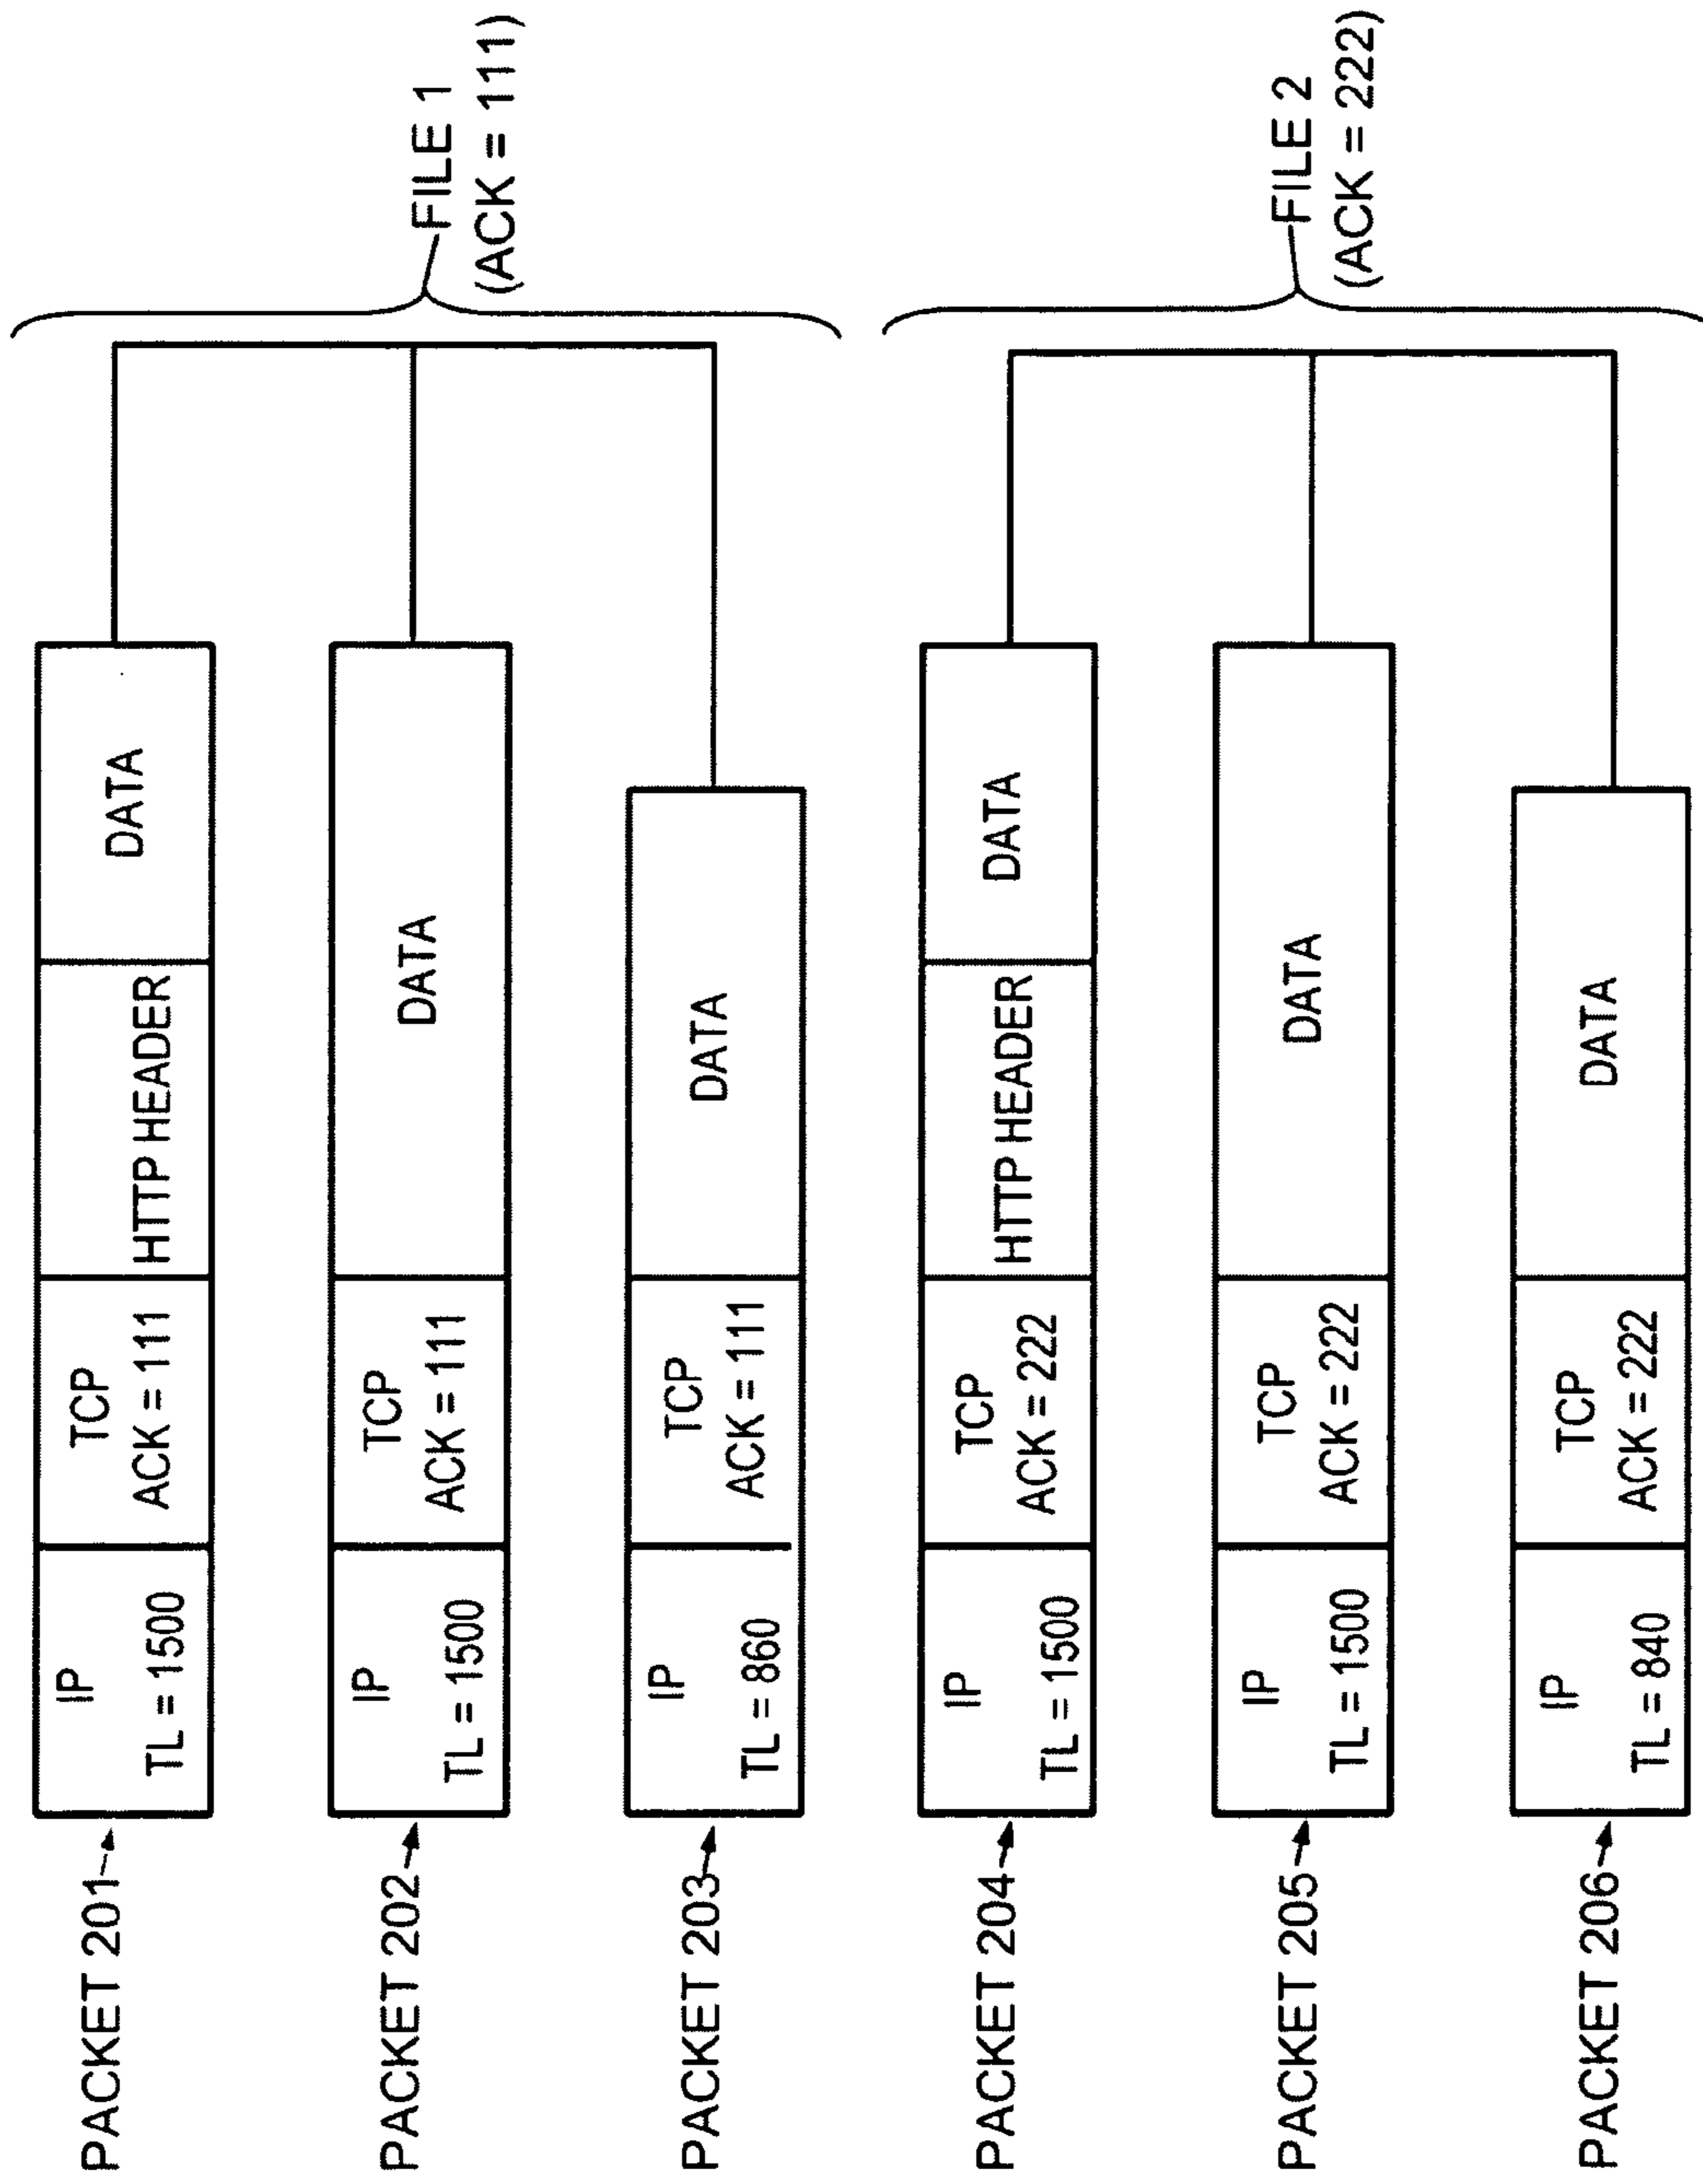 PACKET 201
IP
TL = 1500
TCP
ACK = 111
HTTP HEADER
DATA
PACKET 202
IP
TL = 1500
TCP
ACK = 111
DATA
PACKET 203
IP
TL = 860
TCP
ACK = 111
DATA
FILE 1
(ACK = 111)
PACKET 204
IP
TL = 1500
TCP
ACK = 222
HTTP HEADER
DATA
PACKET 205
IP
TL = 1500
TCP
ACK = 222
DATA
PACKET 206
IP
TL = 840
TCP
ACK = 222
DATA
FILE 2
(ACK = 222)